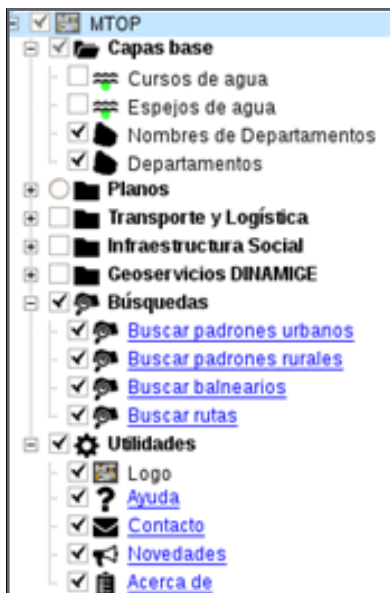 MTOP
Capas base
Cursos de agua
Espejos de agua
Nombres de Departamentos
Departamentos
Planos
Transporte y Logística
Infraestructura Social
Geoservicios DINAMIGE
Búsquedas
Buscar padrones urbanos
Buscar padrones rurales
Buscar balnearios
Buscar rutas
Utilidades
Logo
Ayuda
Contacto
Novedades
Acerca de